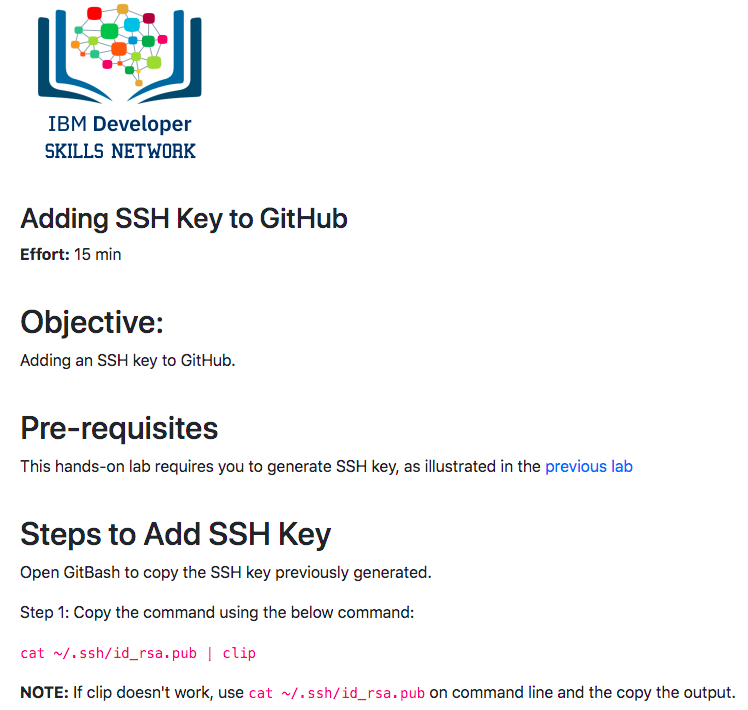 IBM Developer
SKILLS NETWORK
Adding SSH Key to GitHub
Effort: 15 min
Objective:
Adding an SSH key to GitHub.
Pre-requisites
This hands-on lab requires you to generate SSH key, as illustrated in the previous lab
Steps to Add SSH Key
Open GitBash to copy the SSH key previously generated.
Step 1: Copy the command using the below command:
cat ~/.ssh/id_rsa.pub | clip
NOTE: If clip doesn't work, use cat ~/.ssh/id_rsa.pub on command line and the copy the output.